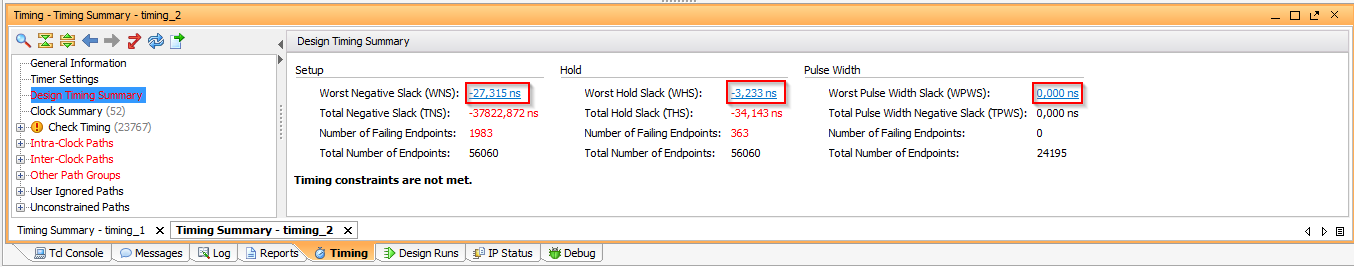 Timing - Timing Summary - timing_2
General Information
Timer Settings
Design Timing Summary
Clock Summary (52)
Check Timing (23767)
Intra-Clock Paths
Inter-Clock Paths
Other Path Groups
User Ignored Paths
Unconstrained Paths
Design Timing Summary
Setup Hold Pulse Width
Worst Negative Slack (WNS): -27,315 ns Worst Hold Slack (WHS): -3,233 ns Worst Pulse Width Slack (WPWS): 0,000 ns
Total Negative Slack (TNS): -37822,872 ns Total Hold Slack (THS): -34,143 ns Total Pulse Width Negative Slack (TPWS): 0,000 ns
Number of Failing Endpoints: 1983 Number of Failing Endpoints: 363 Number of Failing Endpoints: 0
Total Number of Endpoints: 56060 Total Number of Endpoints: 56060 Total Number of Endpoints: 24195
Timing constraints are not met.
Timing Summary - timing_1 Timing Summary - timing_2
Tcl Console Messages Log Reports Timing Design Runs IP Status Debug